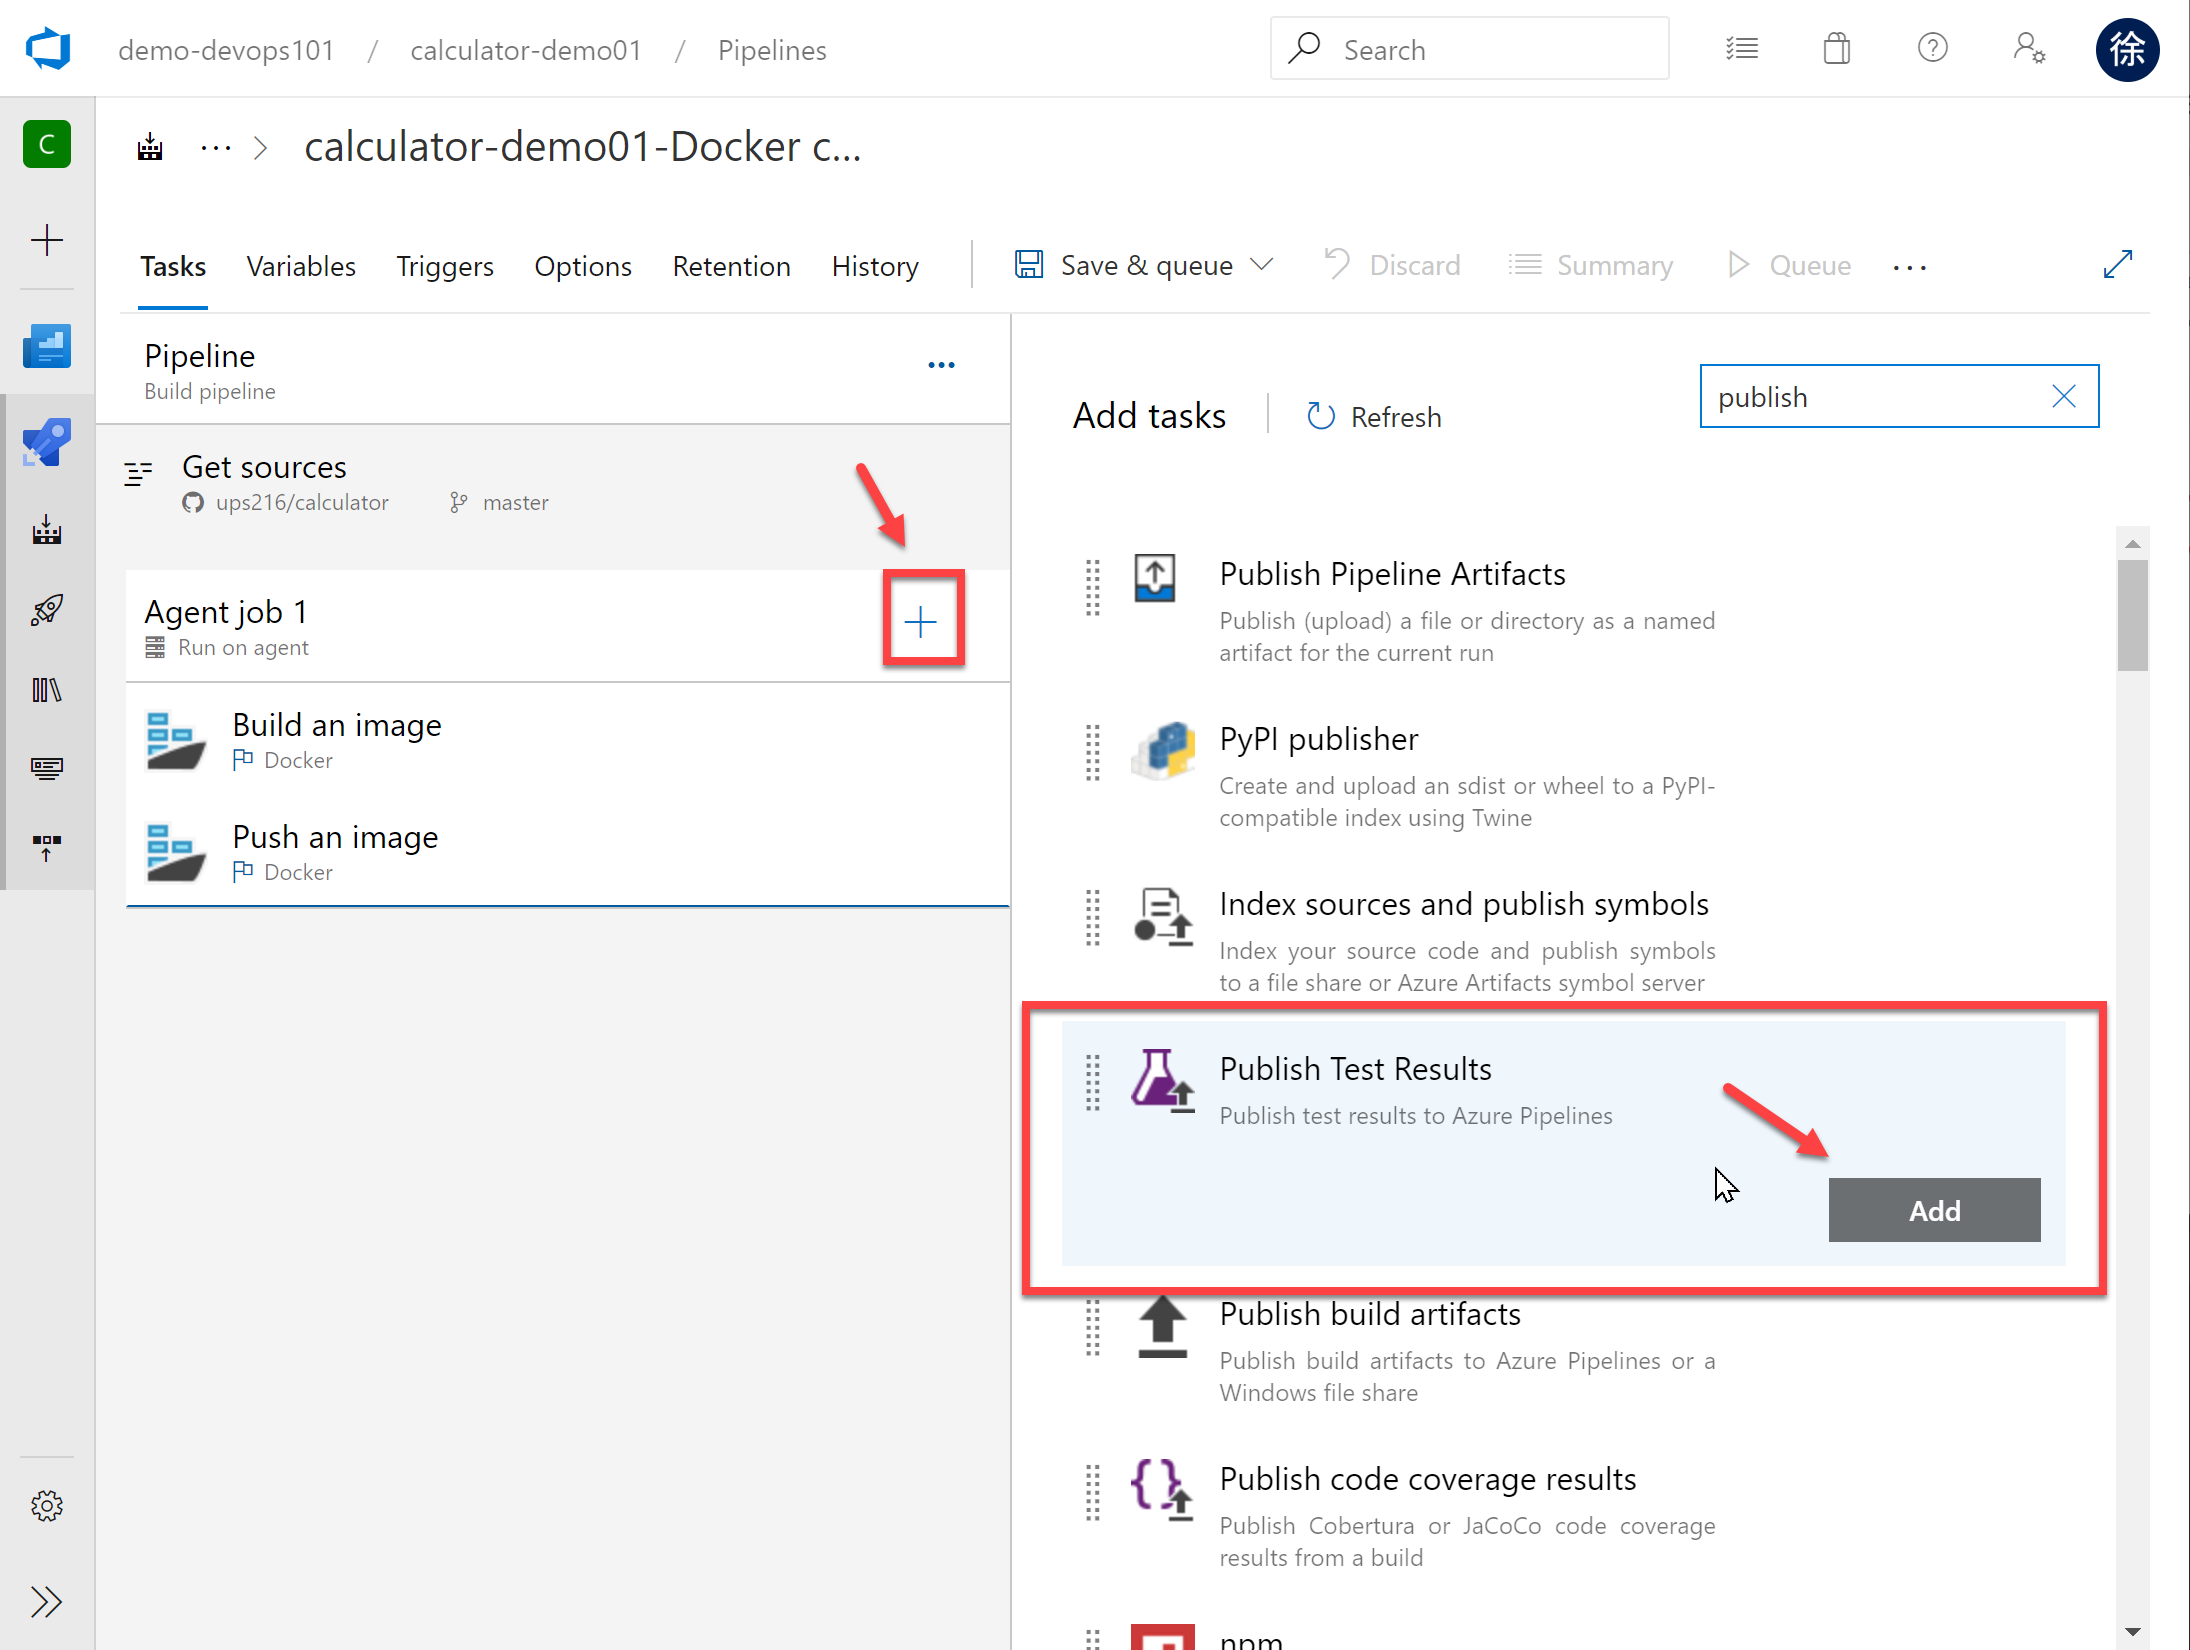 demo-devops101 / calculator-demo01 / Pipelines
Search
徐
C
... > calculator-demo01-Docker c...
Tasks Variables Triggers Options Retention History
Save & queue Discard Summary Queue ...
Pipeline
Build pipeline
Get sources
ups216/calculator master
Agent job 1
Run on agent
Build an image
Docker
Push an image
Docker
Add tasks Refresh
publish
Publish Pipeline Artifacts
Publish (upload) a file or directory as a named
artifact for the current run
PyPI publisher
Create and upload an sdist or wheel to a PyPI-
compatible index using Twine
Index sources and publish symbols
Index your source code and publish symbols
to a file share or Azure Artifacts symbol server
Publish Test Results
Publish test results to Azure Pipelines
Add
Publish build artifacts
Publish build artifacts to Azure Pipelines or a
Windows file share
Publish code coverage results
Publish Cobertura or JaCoCo code coverage
results from a build
npm